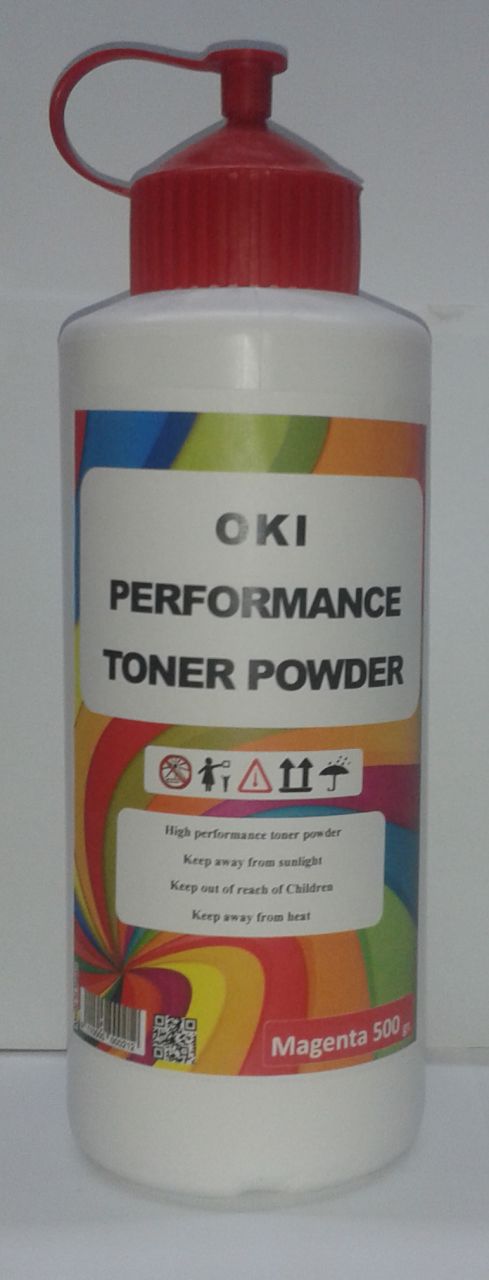 OKI
PERFORMANCE
TONER POWDER
High performance toner powder
Keep away from sunlight
Keep out of reach of Children
Keep away from heat
Magenta 500 gr.